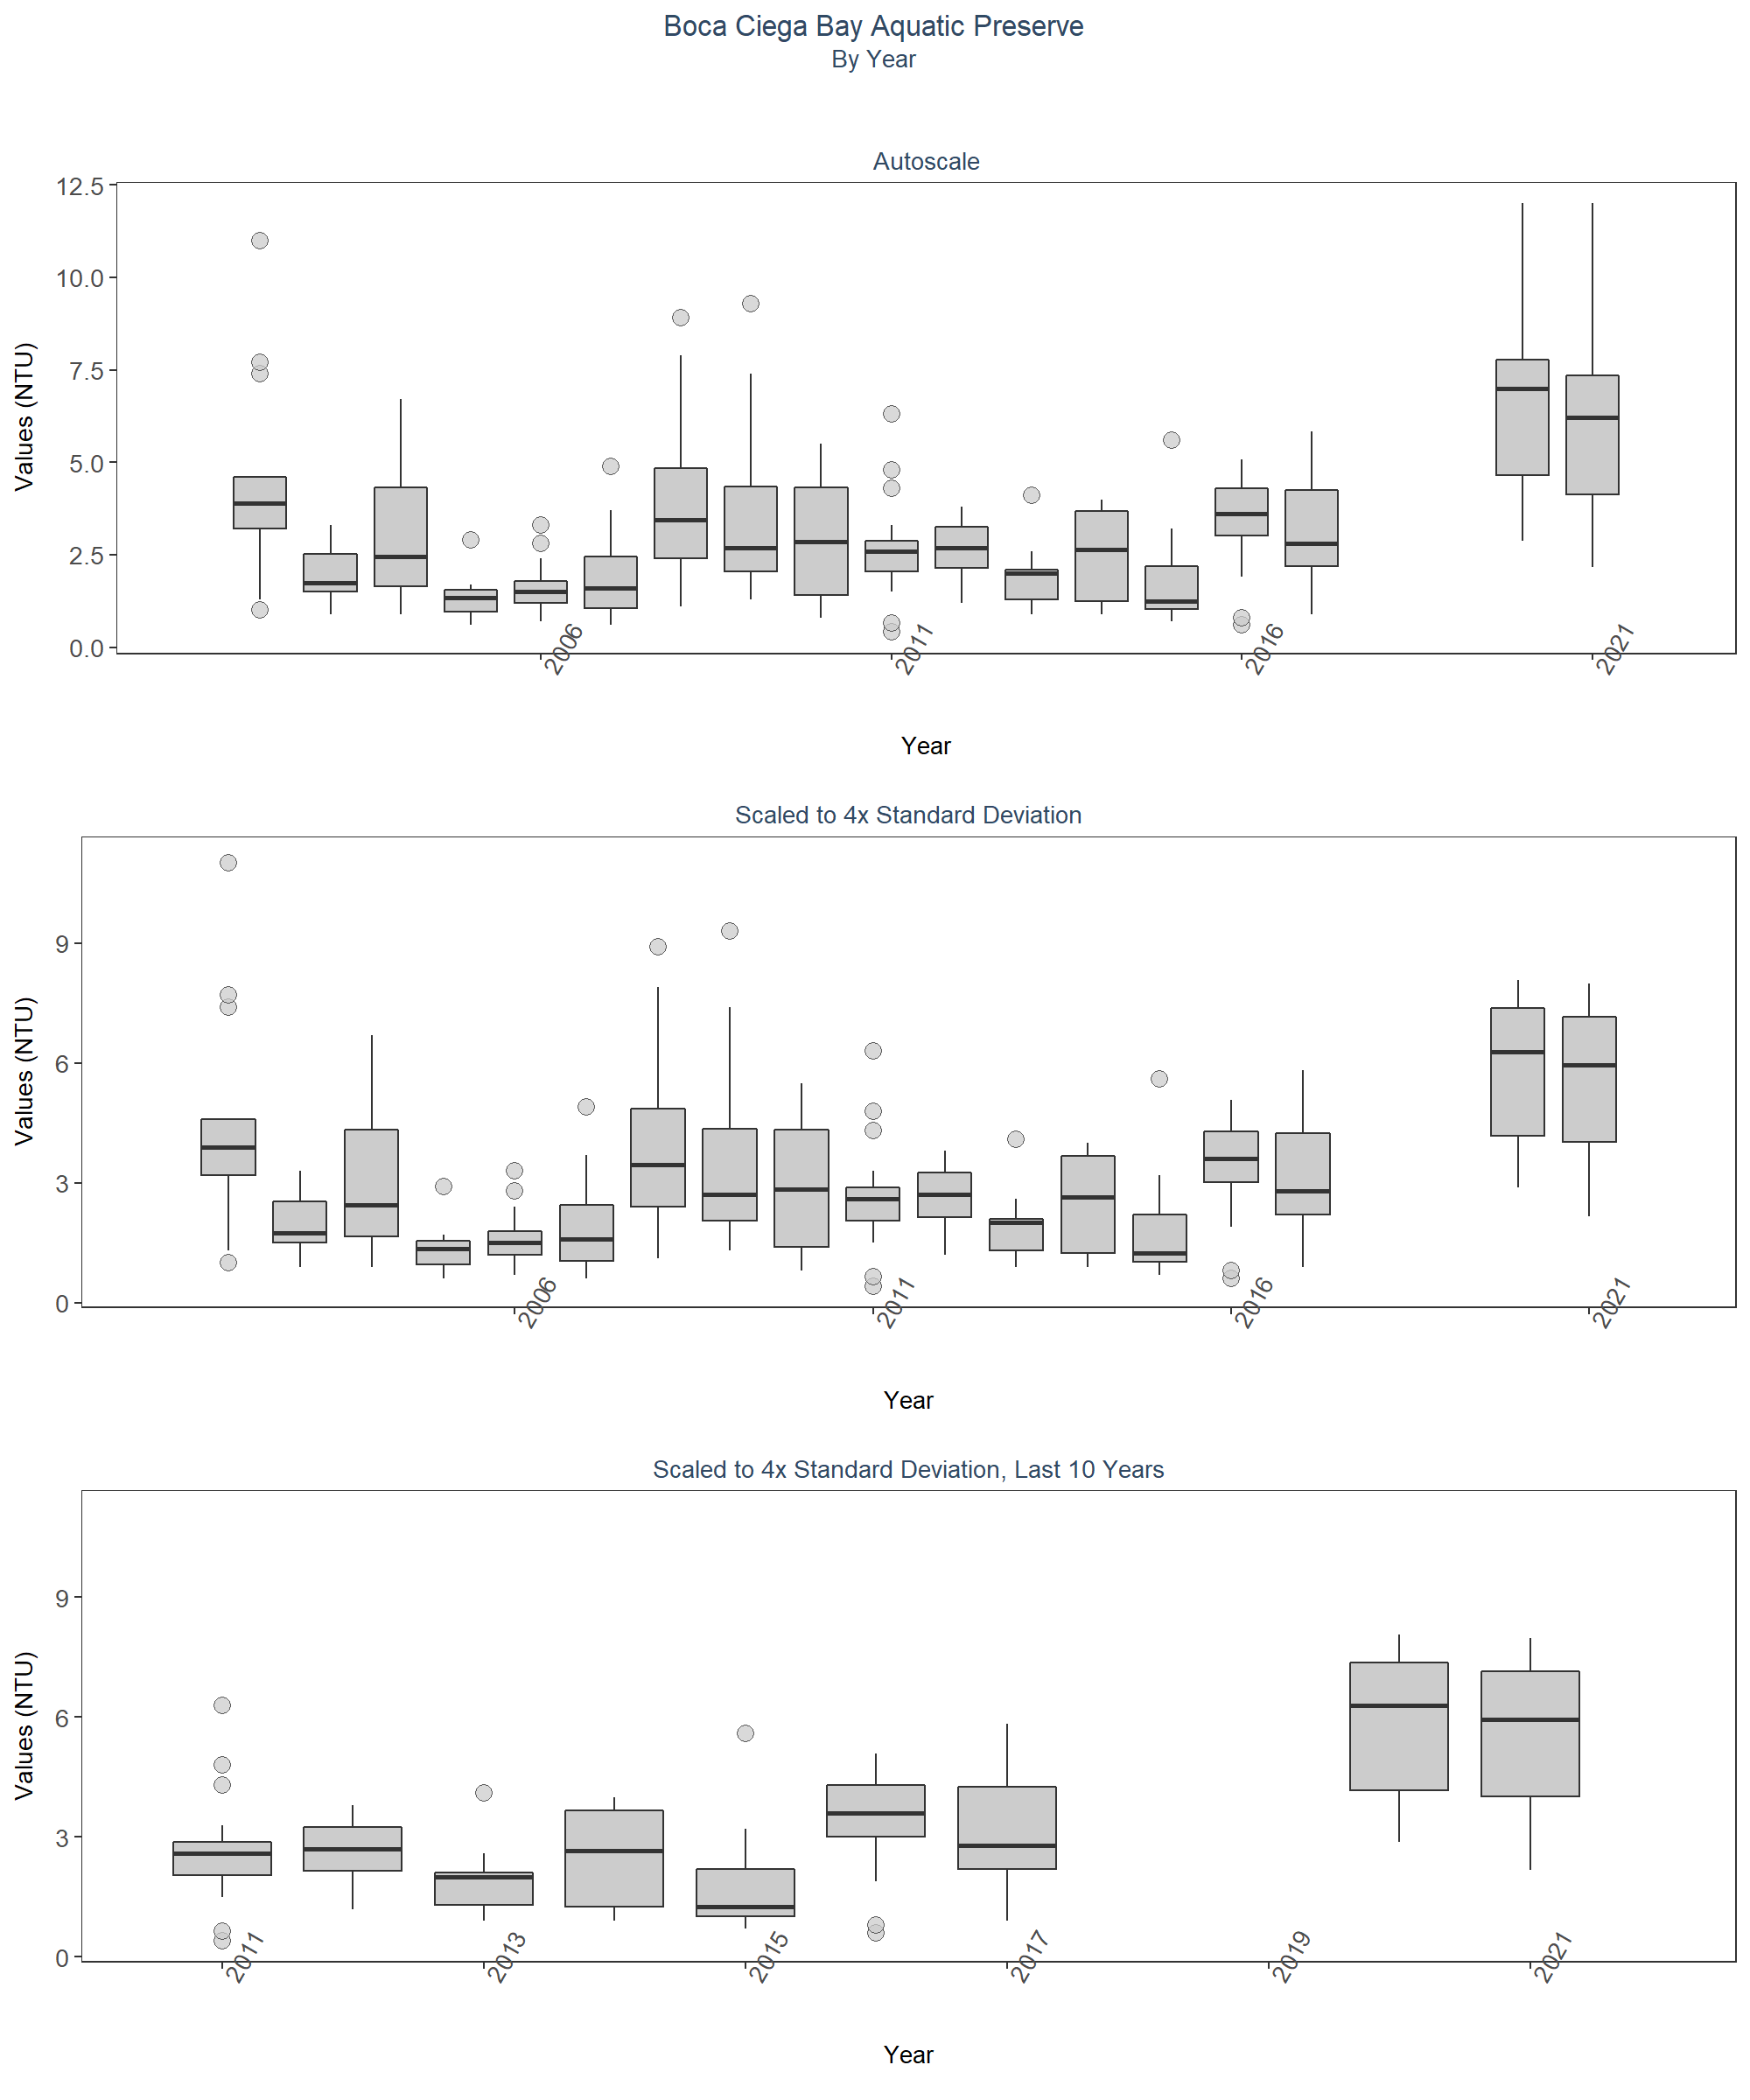 Boca Ciega Bay Aquatic Preserve
By Year
Autoscale
Values (NTU)
12.5
10.0
7.5
5.0
2.5
0.0
2006
2011
2016
2021
Year
Scaled to 4x Standard Deviation
Values (NTU)
9
6
3
0
2006
2011
2016
2021
Year
Scaled to 4x Standard Deviation, Last 10 Years
Values (NTU)
9
6
3
0
2011
2013
2015
2017
2019
2021
Year